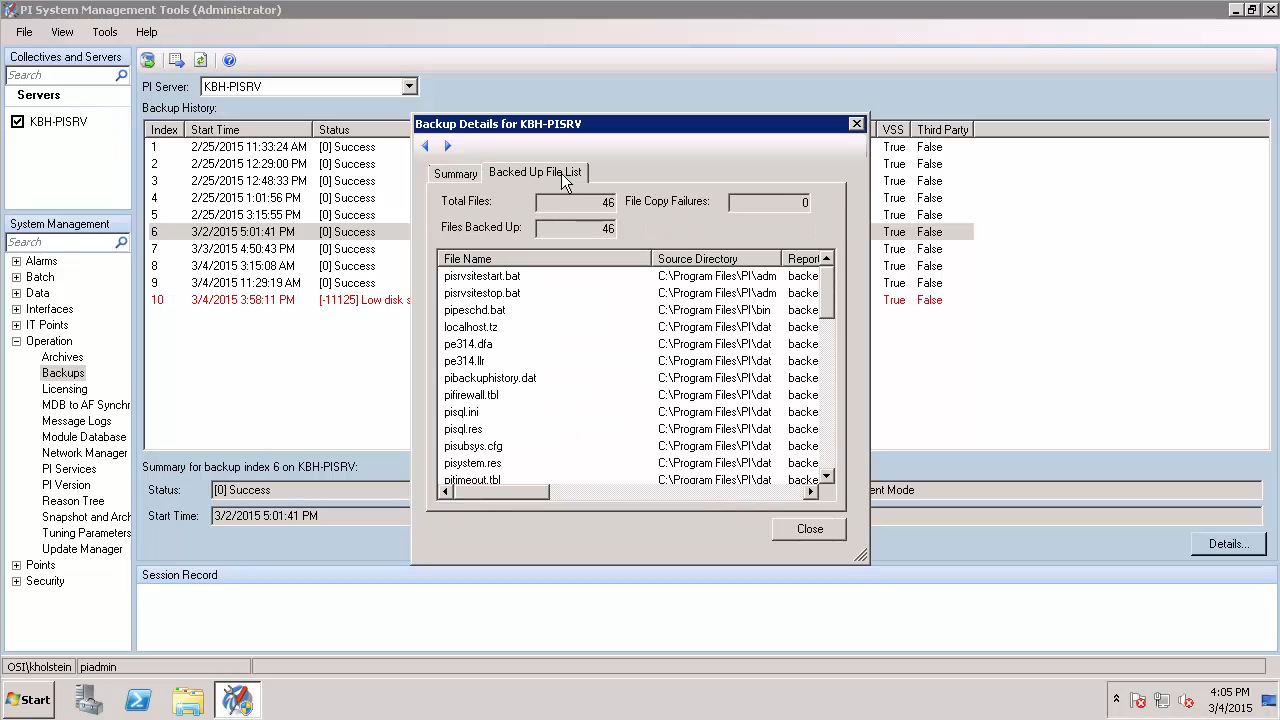 PI System Management Tools (Administrator)
File View Tools Help
Collectives and Servers
Search
Servers
KBH-PISRV
System Management
Search
Alarms
Batch
Data
Interfaces
IT Points
Operation
Archives
Backups
Licensing
MDB to AF Synchr
Message Logs
Module Database
Network Manager
PI Services
PI Version
Reason Tree
Snapshot and Arch
Tuning Parameters
Update Manager
Points
Security
PI Server: KBH-PISRV
Backup History:
Index Start Time Status VSS Third Party
1 2/25/2015 11:33:24 AM [0] Success True False
2 2/25/2015 12:29:00 PM [0] Success True False
3 2/25/2015 12:48:33 PM [0] Success True False
4 2/25/2015 1:01:56 PM [0] Success True False
5 2/25/2015 3:15:55 PM [0] Success True False
6 3/2/2015 5:01:41 PM [0] Success True False
7 3/3/2015 4:50:43 PM [0] Success True False
8 3/4/2015 3:15:08 AM [0] Success True False
9 3/4/2015 11:29:19 AM [0] Success True False
10 3/4/2015 3:58:11 PM [-11125] Low disk s True False
Backup Details for KBH-PISRV
Summary Backed Up File List
Total Files: 46 File Copy Failures: 0
Files Backed Up: 46
File Name Source Directory Report
pisrvsitestart.bat C:\Program Files\PI\adm backe
pisrvsitestop.bat C:\Program Files\PI\adm backe
pipeschd.bat C:\Program Files\PI\bin backe
localhost.tz C:\Program Files\PI\dat backe
pe314.dfa C:\Program Files\PI\dat backe
pe314.llr C:\Program Files\PI\dat backe
pibackuphistory.dat C:\Program Files\PI\dat backe
pifirewall.tbl C:\Program Files\PI\dat backe
pisql.ini C:\Program Files\PI\dat backe
pisql.res C:\Program Files\PI\dat backe
pisubsys.cfg C:\Program Files\PI\dat backe
pisystem.res C:\Program Files\PI\dat backe
pitimeout.tbl C:\Program Files\PI\dat backe
Close
Summary for backup index 6 on KBH-PISRV:
Status: [0] Success ent Mode
Start Time: 3/2/2015 5:01:41 PM
Details...
Session Record
OSI\kholstein piadmin
Start
4:05 PM
3/4/2015